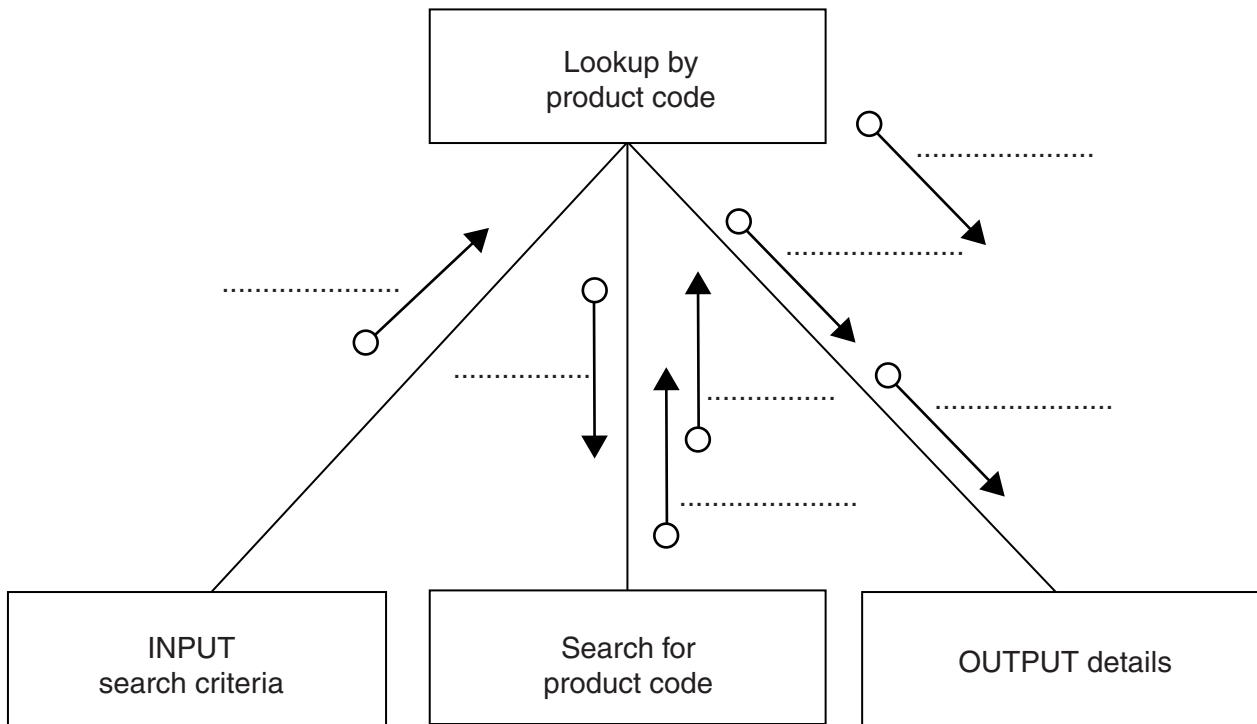 Lookup by
product code
INPUT
search criteria
Search for
product code
OUTPUT details